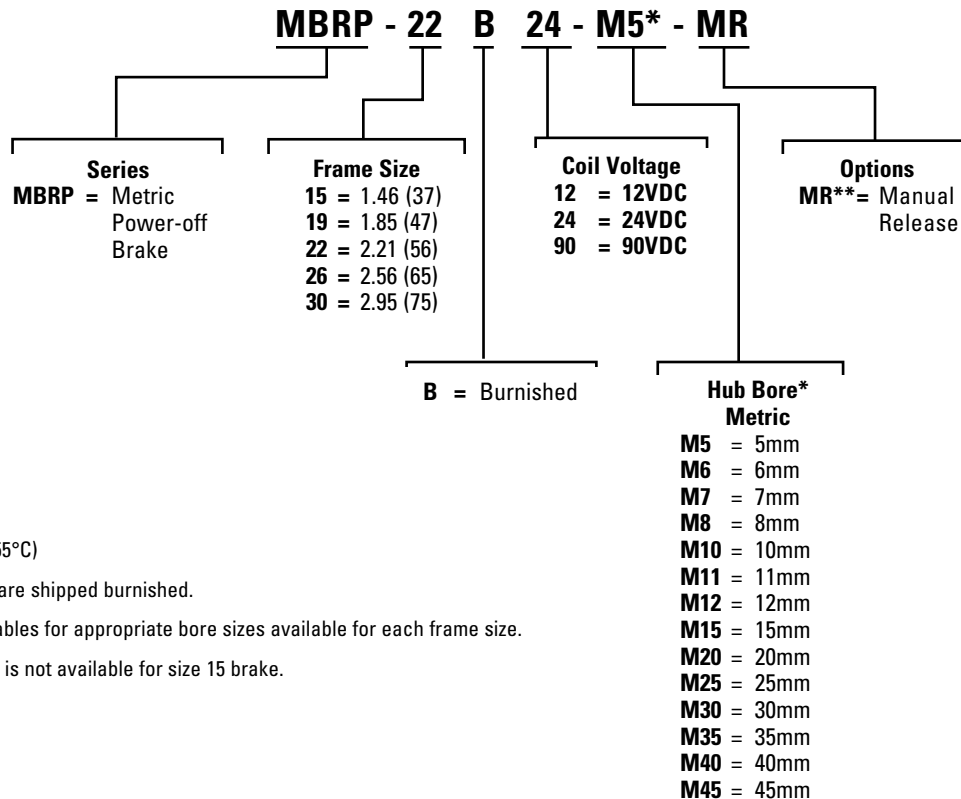 MBRP - 22 B 24 - M5* - MR
Series
MBRP = Metric
Power-off
Brake
Frame Size
15 = 1.46 (37)
19 = 1.85 (47)
22 = 2.21 (56)
26 = 2.56 (65)
30 = 2.95 (75)
Coil Voltage
12 = 12VDC
24 = 24VDC
90 = 90VDC
Options
MR**= Manual
Release
B = Burnished
Hub Bore*
Metric
M5 = 5mm
M6 = 6mm
M7 = 7mm
M8 = 8mm
M10 = 10mm
M11 = 11mm
M12 = 12mm
M15 = 15mm
M20 = 20mm
M25 = 25mm
M30 = 30mm
M35 = 35mm
M40 = 40mm
M45 = 45mm
5°C)
are shipped burnished.
ables for appropriate bore sizes available for each frame size.
is not available for size 15 brake.